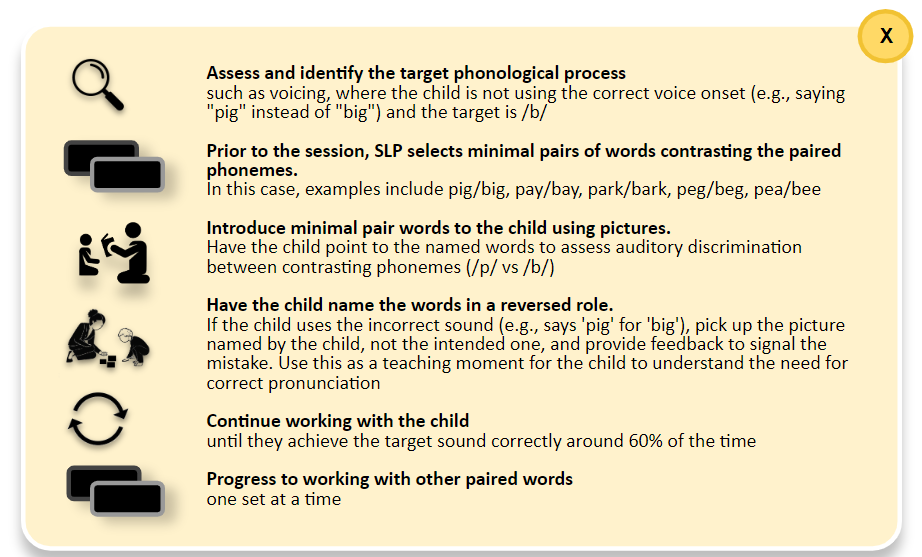 X
Assess and identify the target phonological process
such as voicing, where the child is not using the correct voice onset (e.g., saying
"pig" instead of "big") and the target is /b/
Prior to the session, SLP selects minimal pairs of words contrasting the paired
phonemes.
In this case, examples include pig/big, pay/bay, park/bark, peg/beg, pea/bee
Introduce minimal pair words to the child using pictures.
Have the child point to the named words to assess auditory discrimination
between contrasting phonemes (/p/ vs /b/)
Have the child name the words in a reversed role.
If the child uses the incorrect sound (e.g., says 'pig' for 'big'), pick up the picture
named by the child, not the intended one, and provide feedback to signal the
mistake. Use this as a teaching moment for the child to understand the need for
correct pronunciation
Continue working with the child
until they achieve the target sound correctly around 60% of the time
Progress to working with other paired words
one set at a time